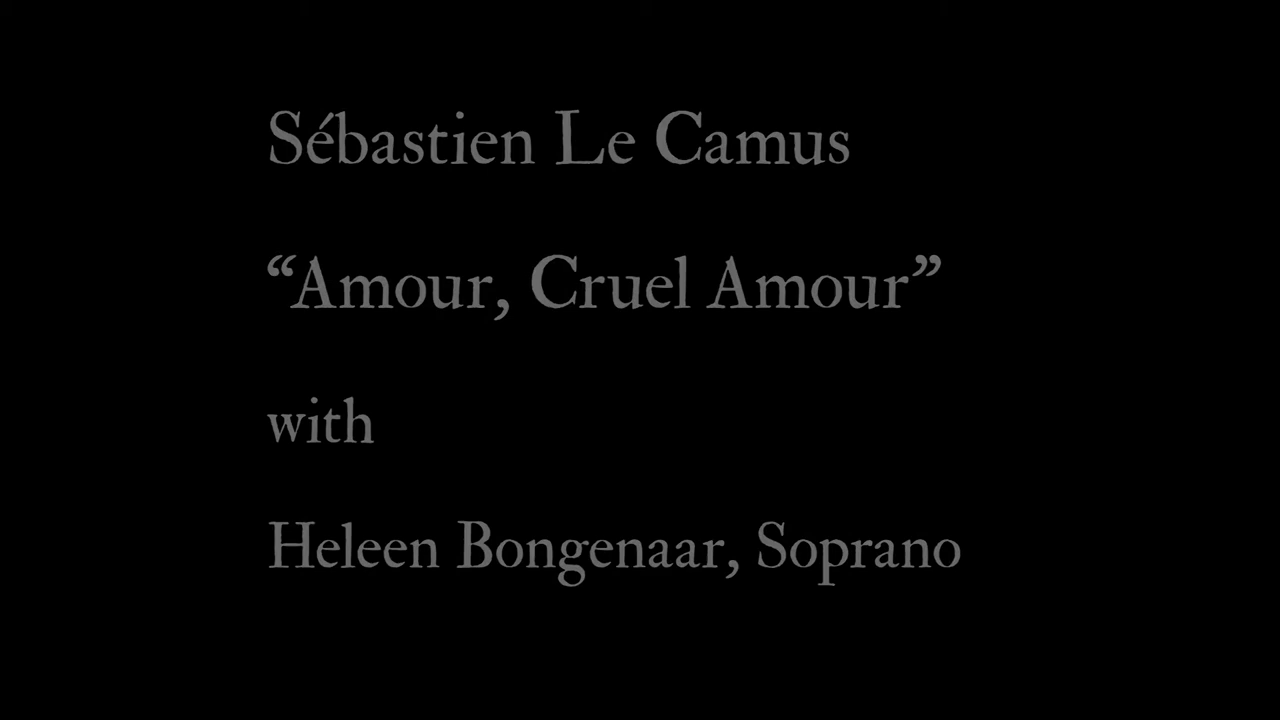 Sébastien Le Camus
“Amour, Cruel Amour”
with
Heleen Bongenaar, Soprano